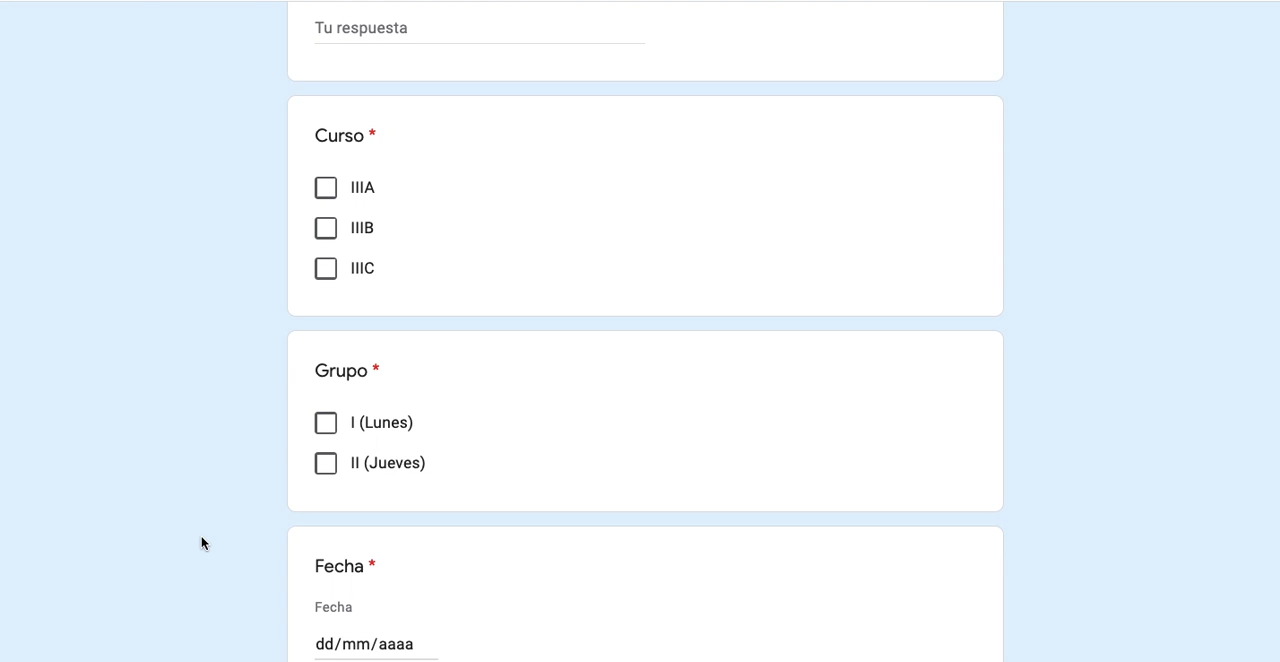 Tu respuesta
Curso *
IIIA
IIIB
IIIC
Grupo *
I (Lunes)
II (Jueves)
Fecha *
Fecha
dd/mm/aaaa